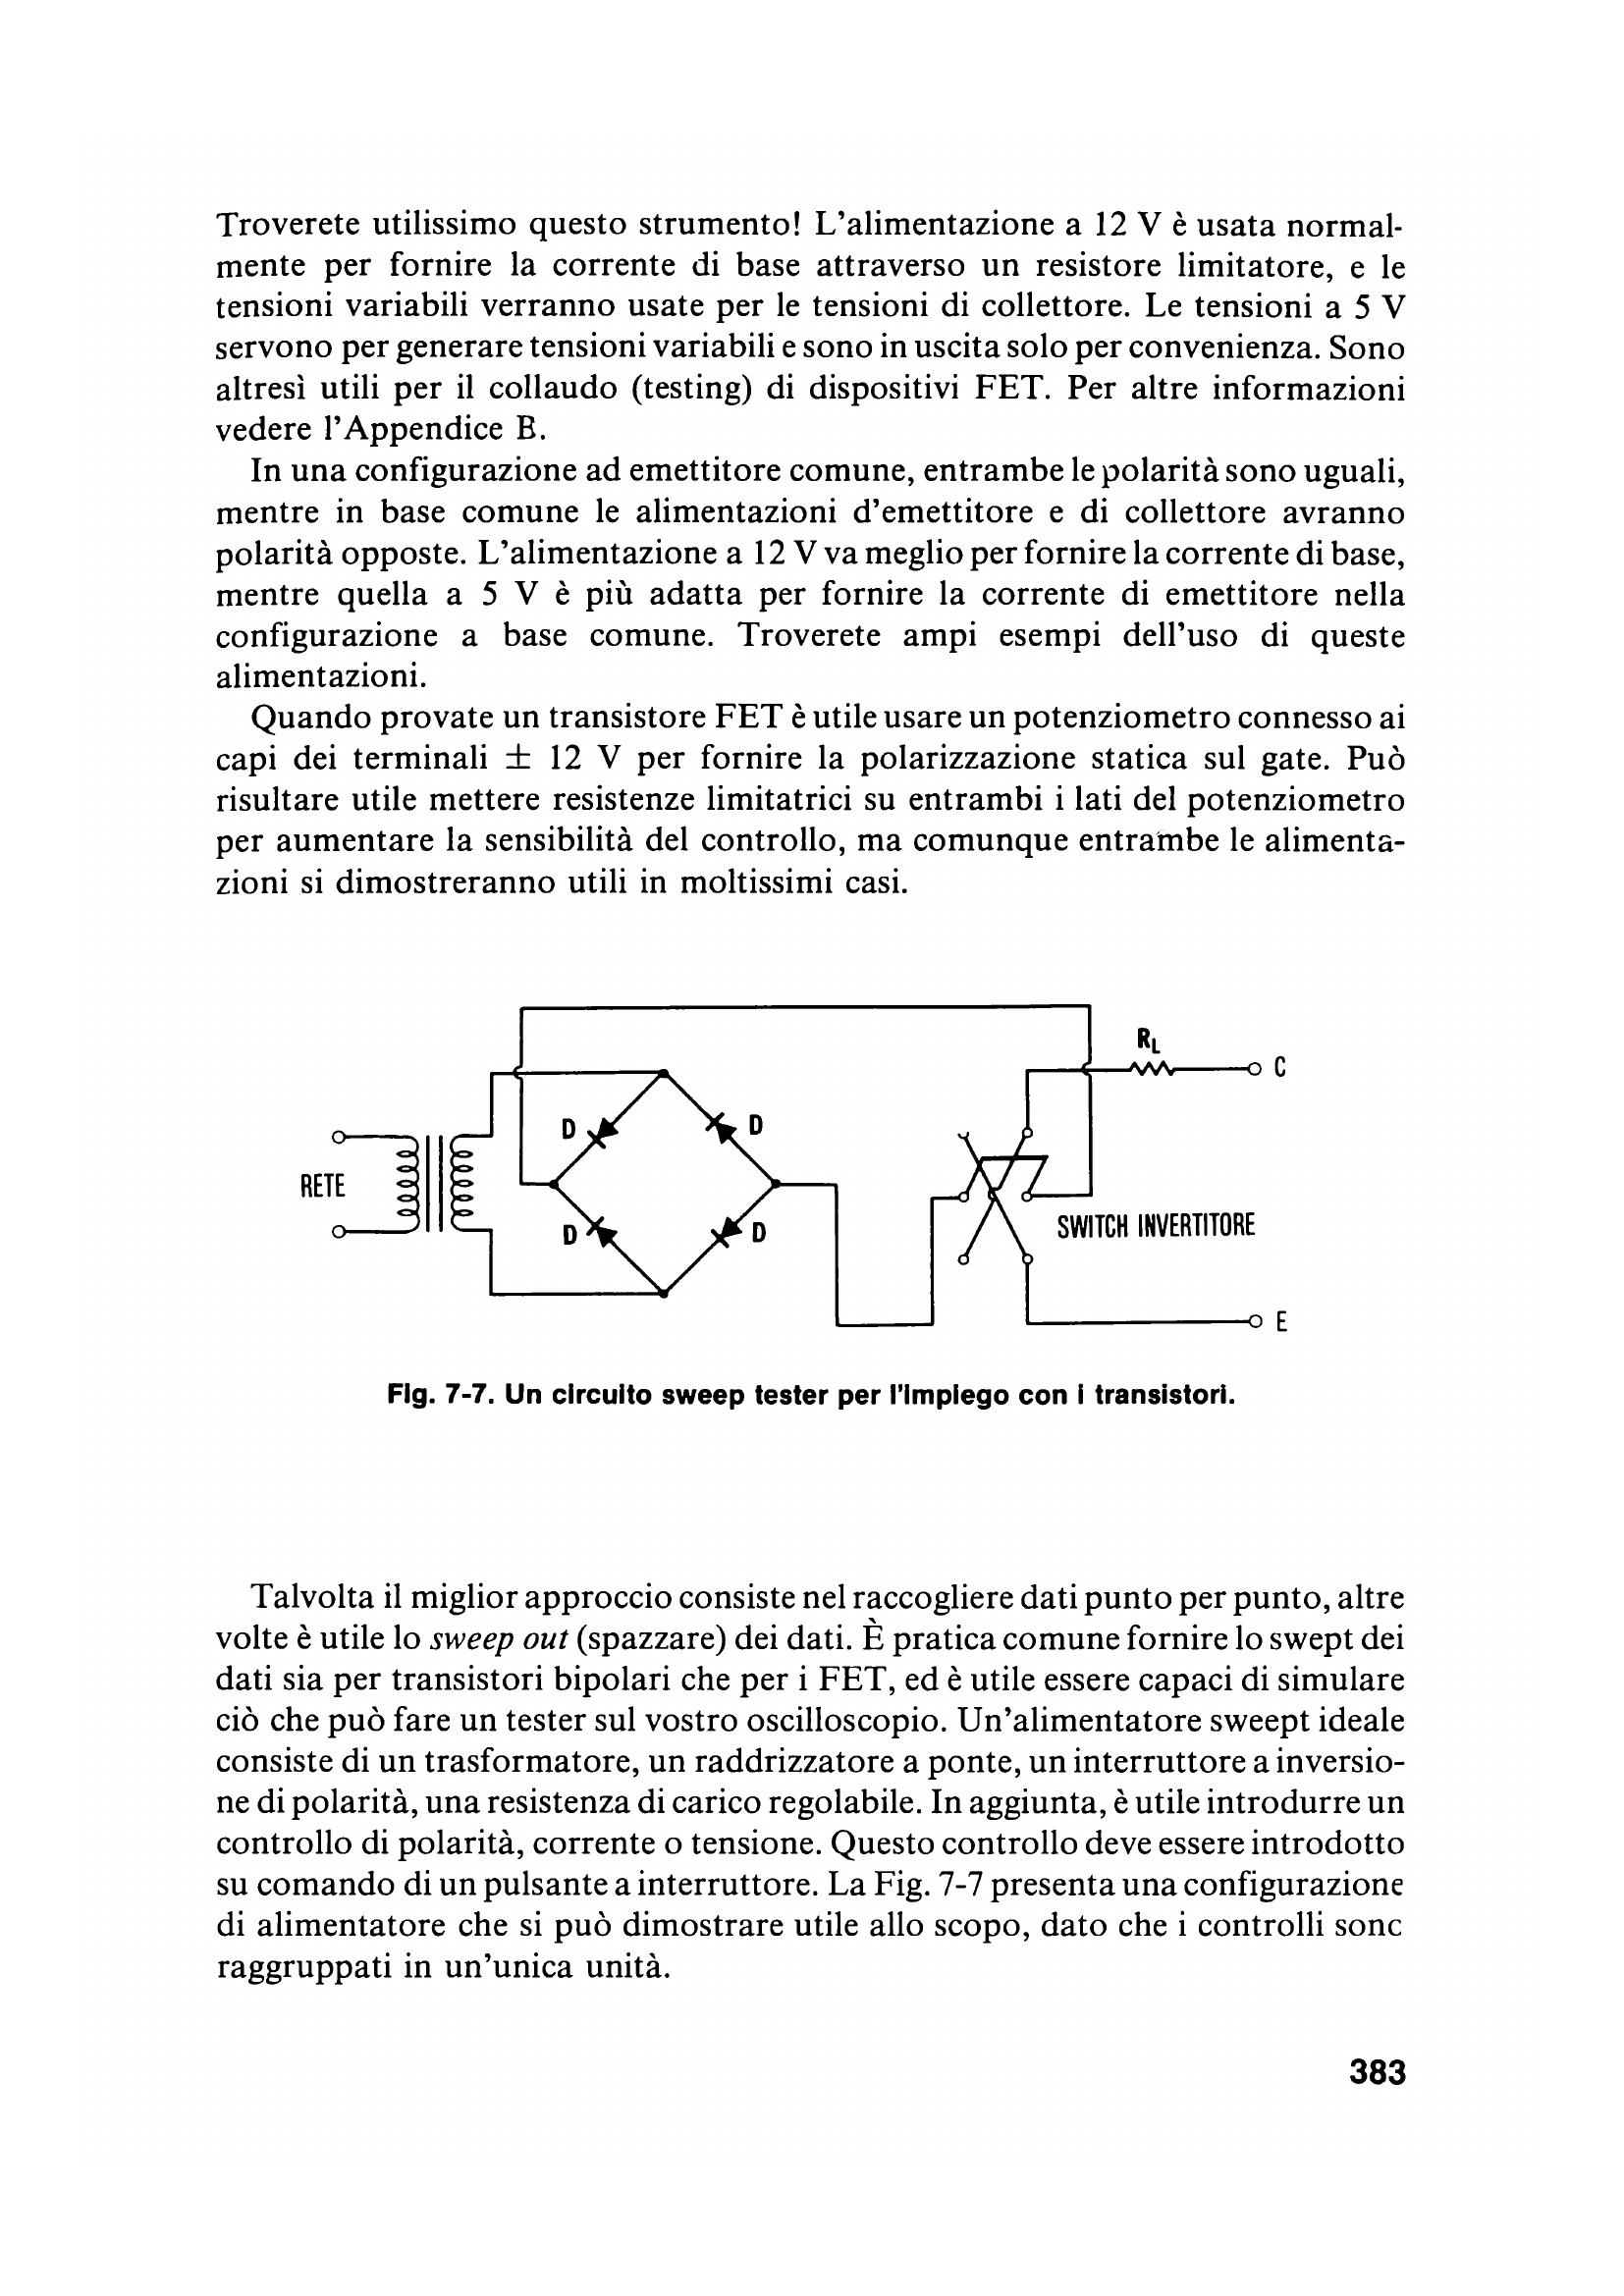 Troverete utilissimo questo strumento! L'alimentazione a 12 V è usata normal-
mente per fornire la corrente di base attraverso un resistore limitatore, e le
tensioni variabili verranno usate per le tensioni di collettore. Le tensioni a 5 V
servono per generare tensioni variabili e sono in uscita solo per convenienza. Sono
altresì utili per il collaudo (testing) di dispositivi FET. Per altre informazioni
vedere l'Appendice B.
In una configurazione ad emettitore comune, entrambe le polarità sono uguali,
mentre in base comune le alimentazioni d'emettitore e di collettore avranno
polarità opposte. L'alimentazione a 12 V va meglio per fornire la corrente di base,
mentre quella a 5 V è più adatta per fornire la corrente di emettitore nella
configurazione a base comune. Troverete ampi esempi dell'uso di queste
alimentazioni.
Quando provate un transistore FET è utile usare un potenziometro connesso ai
capi dei terminali ± 12 V per fornire la polarizzazione statica sul gate. Può
risultare utile mettere resistenze limitatrici su entrambi i lati del potenziometro
per aumentare la sensibilità del controllo, ma comunque entrambe le alimenta-
zioni si dimostreranno utili in moltissimi casi.
RL
C
D
D
RETE
D
D
SWITCH INVERTITORE
E
Fig. 7-7. Un circuito sweep tester per l'impiego con i transistori.
Talvolta il miglior approccio consiste nel raccogliere dati punto per punto, altre
volte è utile lo sweep out (spazzare) dei dati. È pratica comune fornire lo swept dei
dati sia per transistori bipolari che per i FET, ed è utile essere capaci di simulare
ciò che può fare un tester sul vostro oscilloscopio. Un'alimentatore sweept ideale
consiste di un trasformatore, un raddrizzatore a ponte, un interruttore a inversio-
ne di polarità, una resistenza di carico regolabile. In aggiunta, è utile introdurre un
controllo di polarità, corrente o tensione. Questo controllo deve essere introdotto
su comando di un pulsante a interruttore. La Fig. 7-7 presenta una configurazione
di alimentatore che si può dimostrare utile allo scopo, dato che i controlli sono
raggruppati in un'unica unità.
383